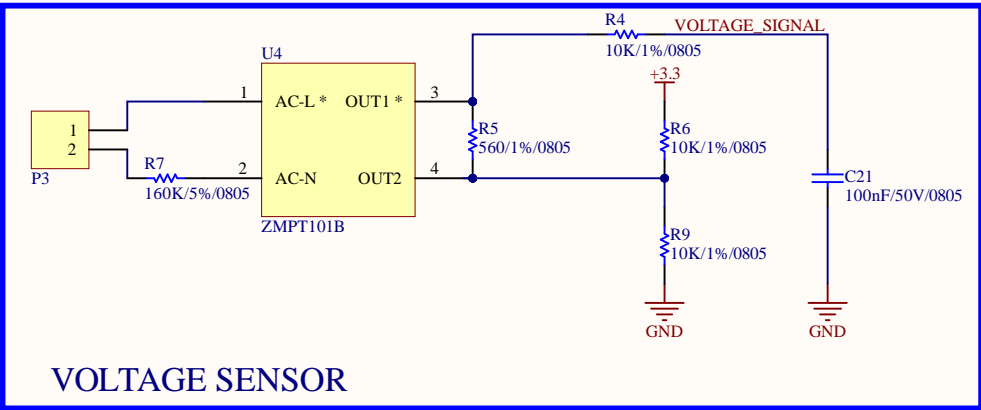 R4
VOLTAGE_SIGNAL
10K/1%/0805
U4
+3.3
1
AC-L *
OUT1 *
3
1
2
P3
R5
560/1%/0805
R6
10K/1%/0805
R7
160K/5%/0805
2
AC-N
OUT2
4
C21
100nF/50V/0805
ZMPT101B
R9
10K/1%/0805
GND
GND
VOLTAGE SENSOR